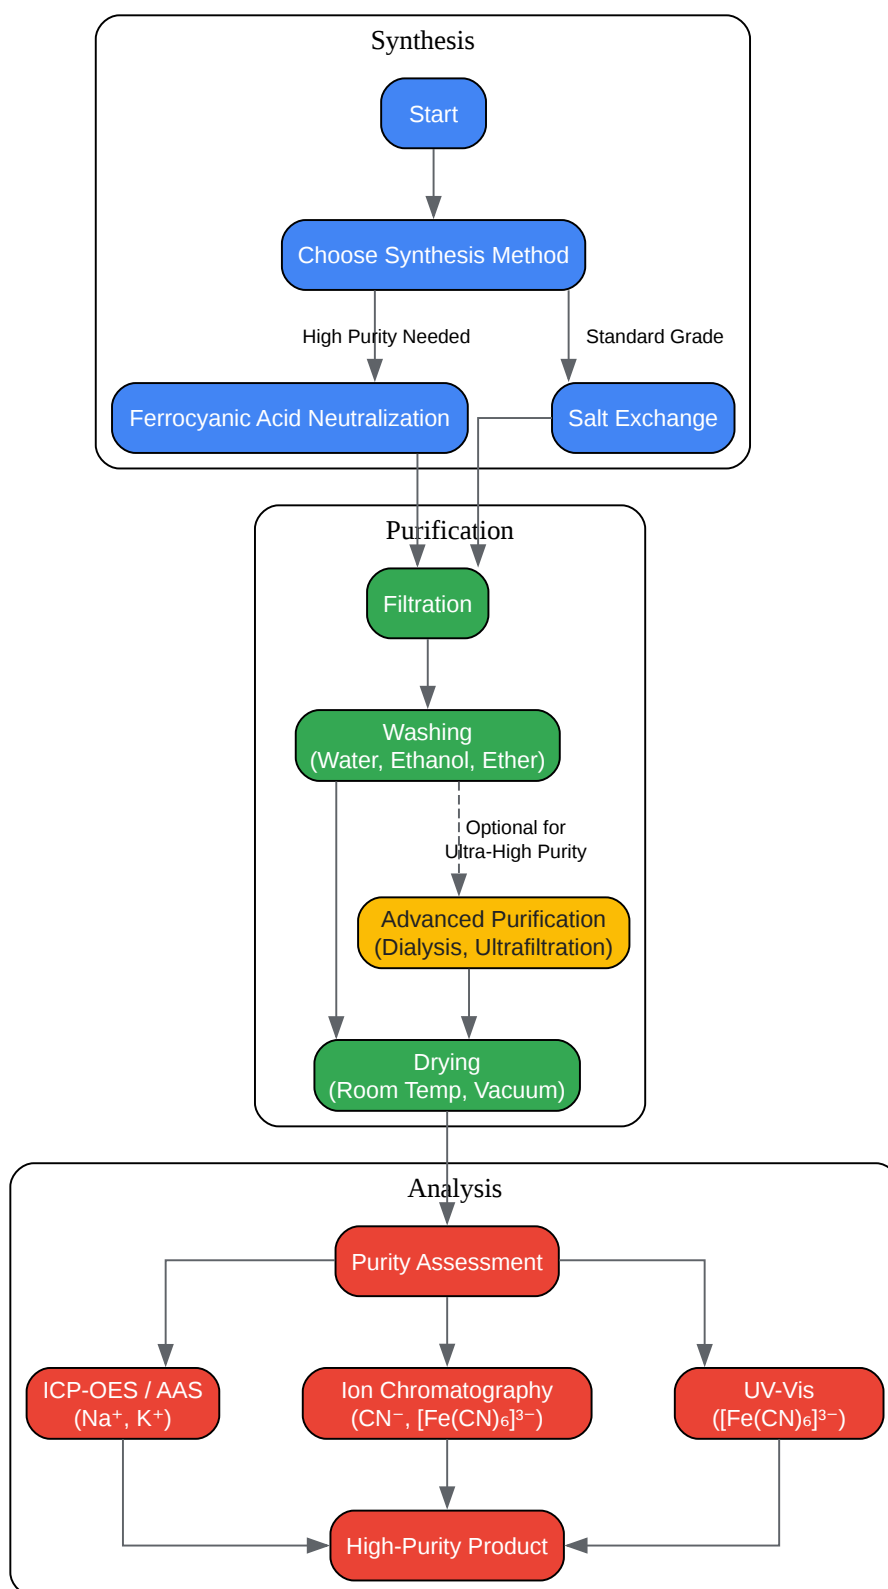 Synthesis
Start
Choose Synthesis Method
High Purity Needed
Standard Grade
Ferrocyanic Acid Neutralization
Salt Exchange
Purification
Filtration
Washing
(Water, Ethanol, Ether)
Optional for
Ultra-High Purity
Advanced Purification
(Dialysis, Ultrafiltration)
Drying
(Room Temp, Vacuum)
Analysis
Purity Assessment
ICP-OES / AAS
(Na⁺, K⁺)
Ion Chromatography
(CN⁻, [Fe(CN)₆]³⁻)
UV-Vis
([Fe(CN)₆]³⁻)
High-Purity Product